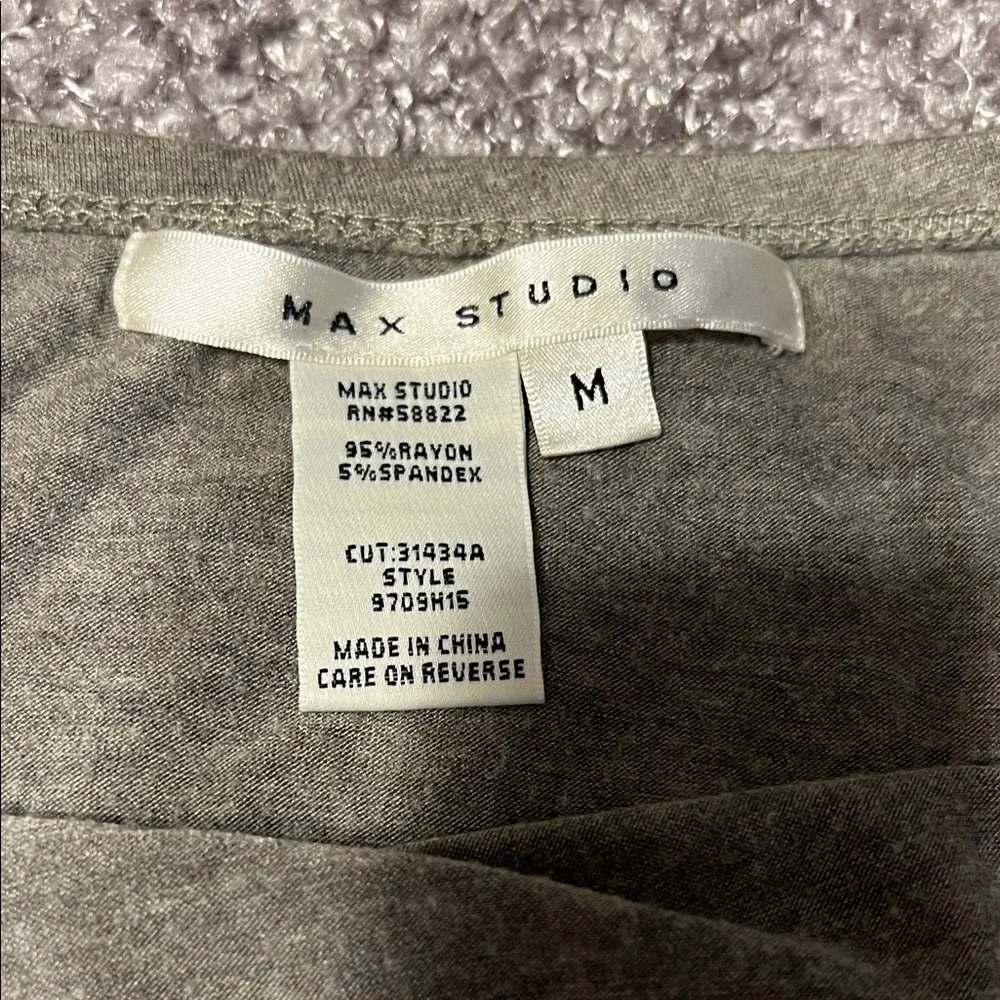 MAX STUDIO
M
MAX STUDIO
RN#58822
95%RAYON
5%SPANDEX
CUT:31434A
STYLE
9709H15
MADE IN CHINA
CARE ON REVERSE